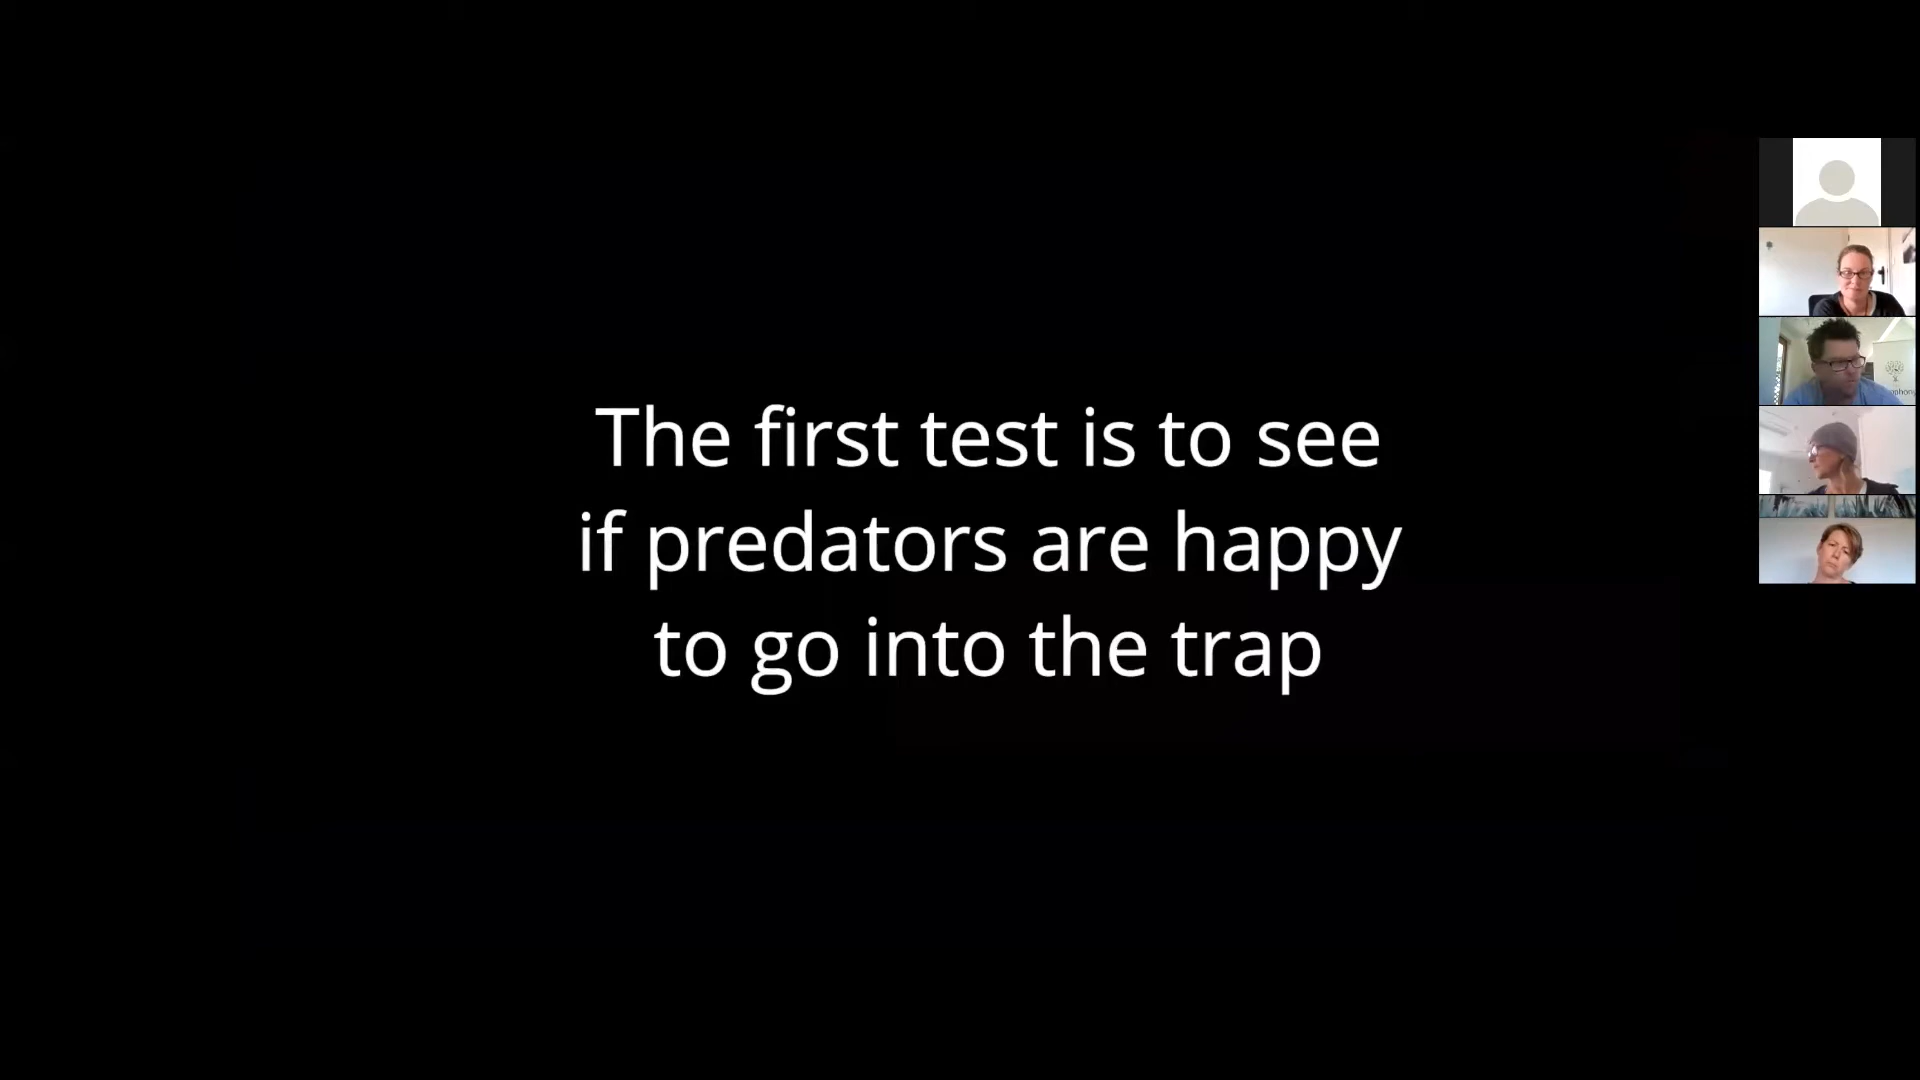 The first test is to see
if predators are happy
to go into the trap